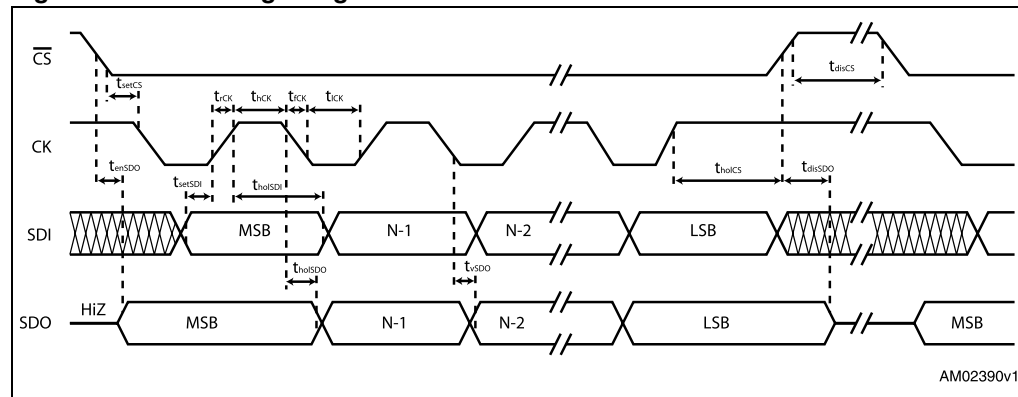 CS
tsetCS
tdisCS
trCK
thCK
tfCK
tlCK
CK
tenSDO
tsetSDI
tholSDI
tholCS
tdisSDO
SDI
MSB
N-1
N-2
LSB
tholSDO
tvSDO
HiZ
SDO
MSB
N-1
N-2
LSB
MSB
AM02390v1